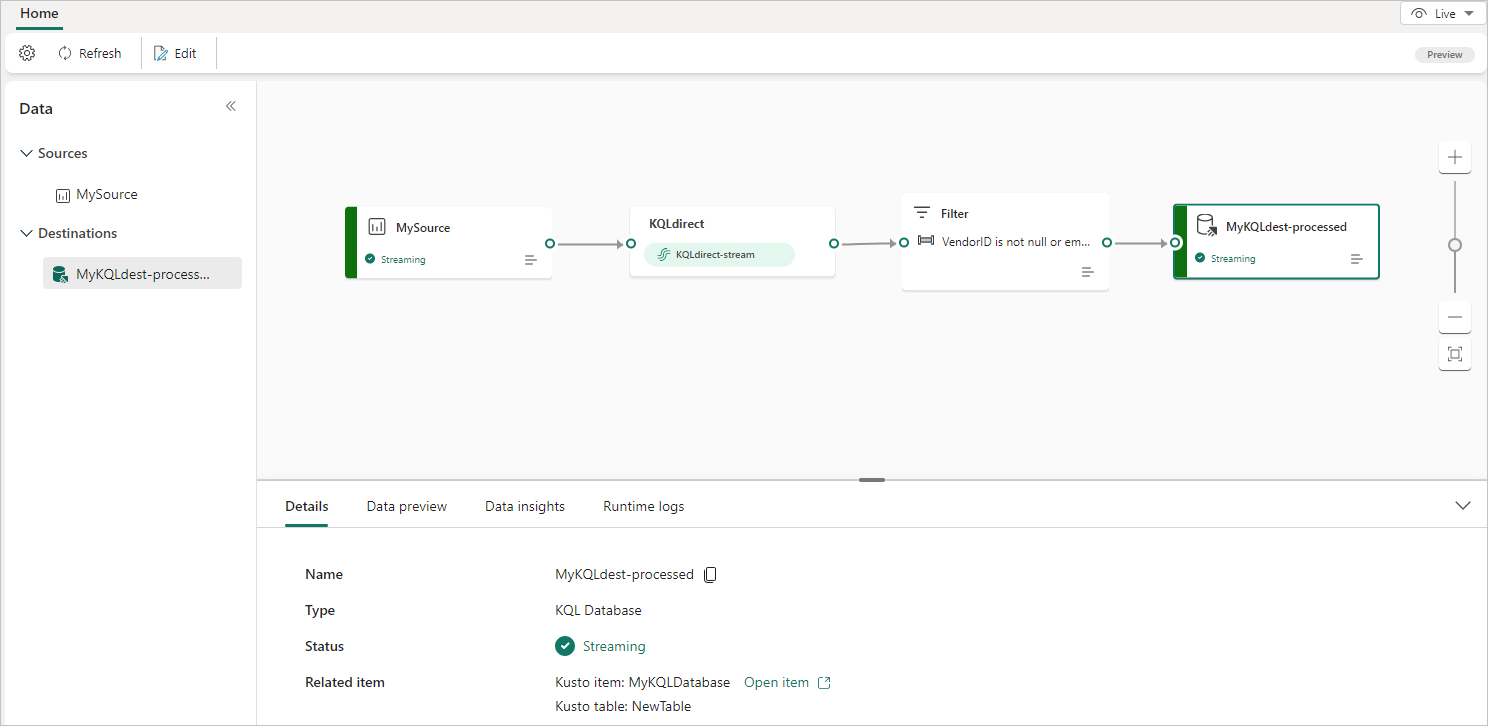 Home
Live
Refresh
Edit
Preview
Data
Sources
MySource
Destinations
MyKQLdest-process...
MySource
Streaming
KQLdirect
KQLdirect-stream
Filter
VendorID is not null or em...
MyKQLdest-processed
Streaming
Details Data preview Data insights Runtime logs
Name MyKQLdest-processed
Type KQL Database
Status Streaming
Related item Kusto item: MyKQLDatabase Open item
Kusto table: NewTable